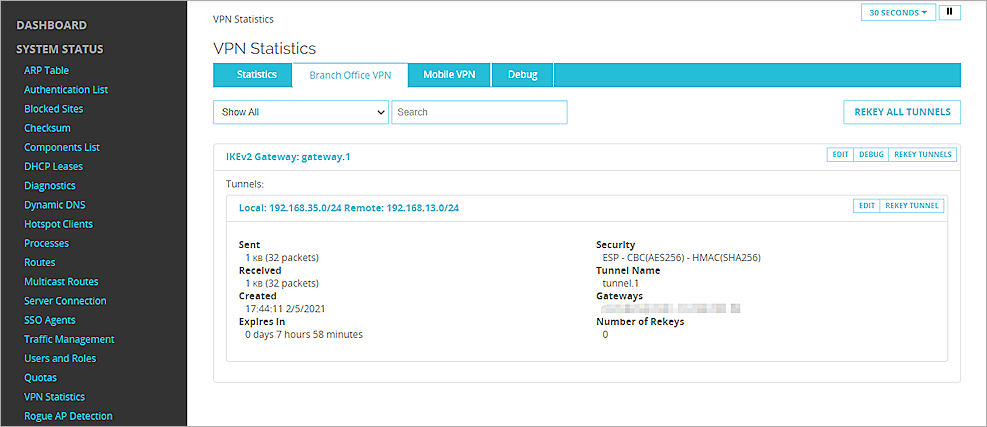 DASHBOARD
SYSTEM STATUS
ARP Table
Authentication List
Blocked Sites
Checksum
Components List
DHCP Leases
Diagnostics
Dynamic DNS
Hotspot Clients
Processes
Routes
Multicast Routes
Server Connection
SSO Agents
Traffic Management
Users and Roles
Quotas
VPN Statistics
Rogue AP Detection
VPN Statistics
30 SECONDS
VPN Statistics
Statistics Branch Office VPN Mobile VPN Debug
Show All Search REKEY ALL TUNNELS
IKEv2 Gateway: gateway.1 EDIT DEBUG REKEY TUNNELS
Tunnels:
Local: 192.168.35.0/24 Remote: 192.168.13.0/24 EDIT REKEY TUNNEL
Sent
1 KB (32 packets)
Received
1 KB (32 packets)
Created
17:44:11 2/5/2021
Expires In
0 days 7 hours 58 minutes
Security
ESP - CBC(AES256) - HMAC(SHA256)
Tunnel Name
tunnel.1
Gateways
Number of Rekeys
0